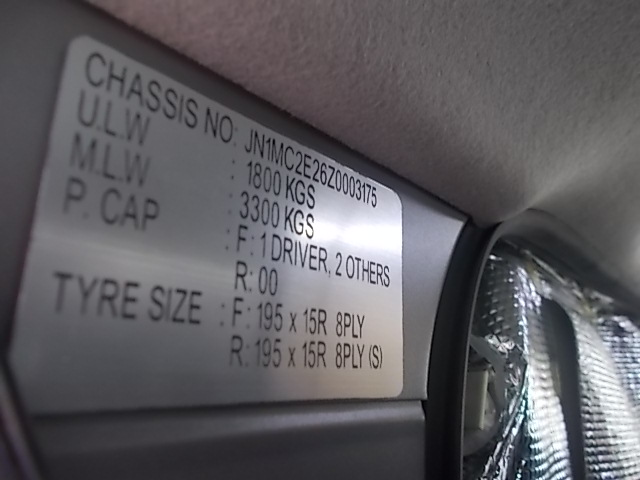 CHASSIS NO: JN1MC2E26Z0003175
U.L.W : 1800 KGS
M.L.W : 3300 KGS
P. CAP : F: 1 DRIVER, 2 OTHERS
R: 00
TYRE SIZE : F: 195 x 15R 8PLY
R: 195 x 15R 8PLY (S)